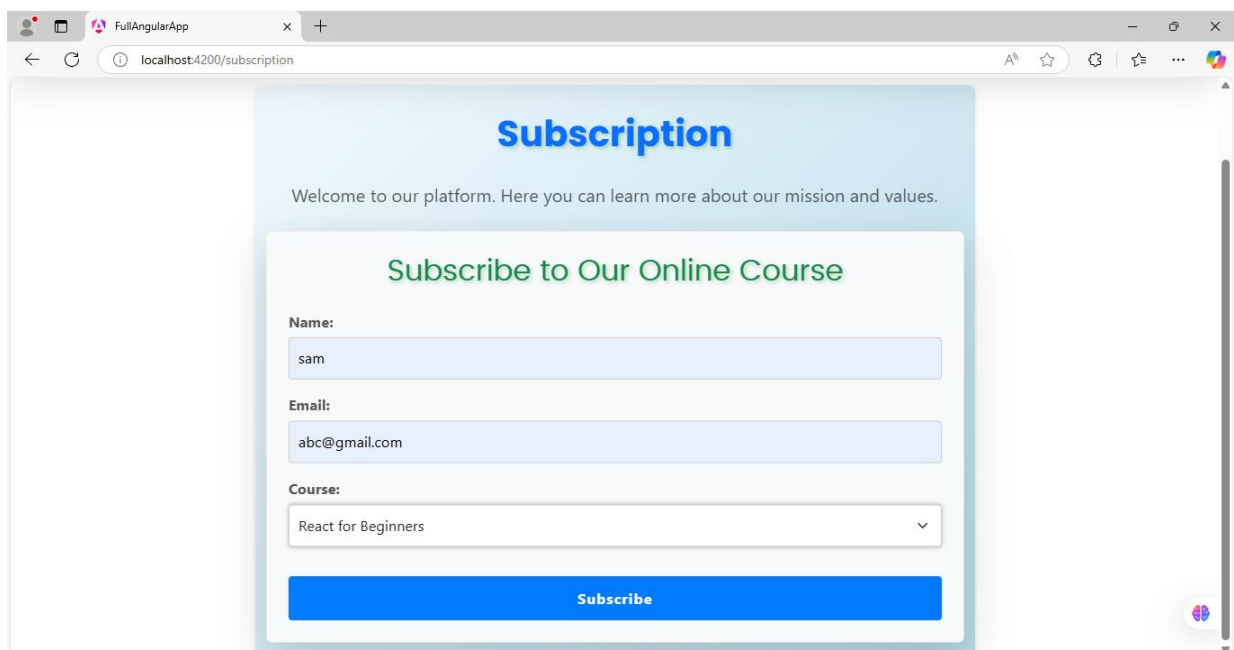 FullAngularApp
localhost:4200/subscription
Subscription
Welcome to our platform. Here you can learn more about our mission and values.
Subscribe to Our Online Course
Name:
sam
Email:
abc@gmail.com
Course:
React for Beginners
Subscribe